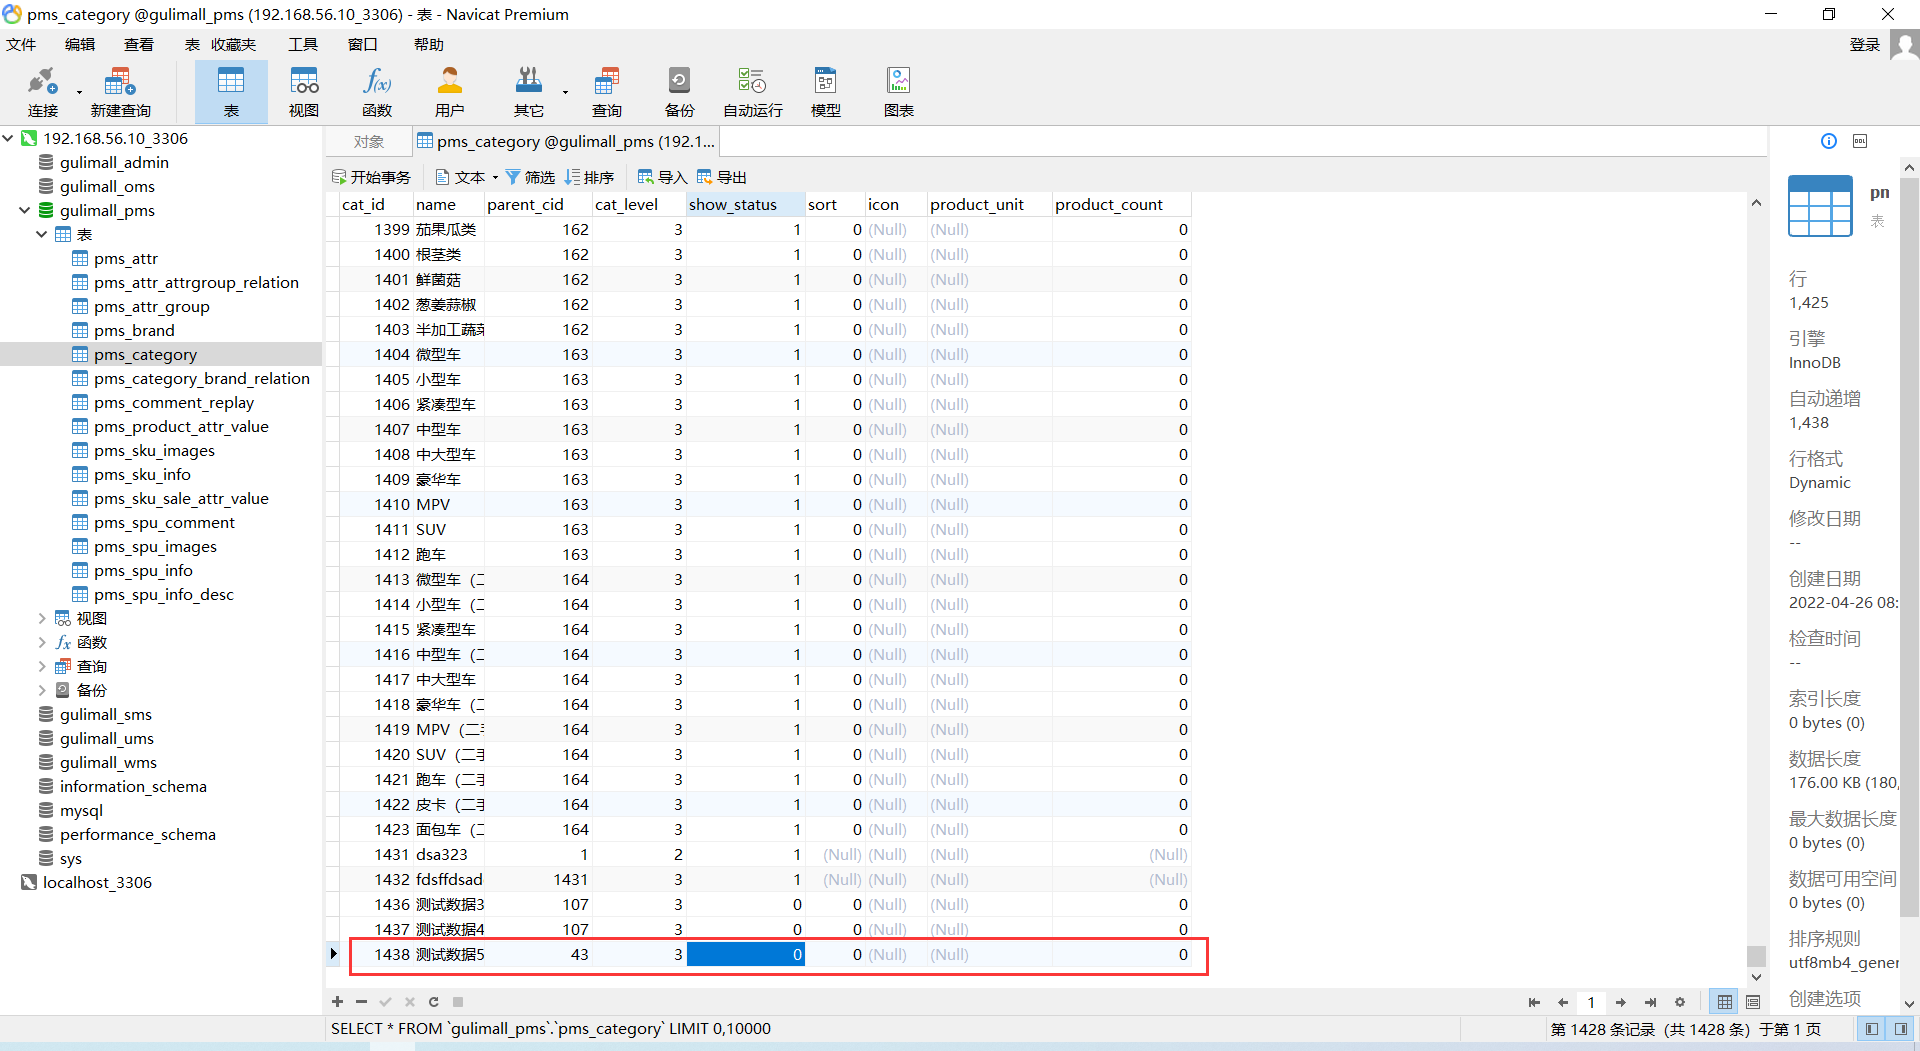 pms_category @gulimall_pms (192.168.56.10_3306) - 表 - Navicat Premium
文件 编辑 查看 表 收藏夹 工具 窗口 帮助 登录
连接 新建查询 表 视图 函数 用户 其它 查询 备份 自动运行 模型 图表
192.168.56.10_3306
gulimall_admin
gulimall_oms
gulimall_pms
表
pms_attr
pms_attr_attrgroup_relation
pms_attr_group
pms_brand
pms_category
pms_category_brand_relation
pms_comment_replay
pms_product_attr_value
pms_sku_images
pms_sku_info
pms_sku_sale_attr_value
pms_spu_comment
pms_spu_images
pms_spu_info
pms_spu_info_desc
视图
函数
查询
备份
gulimall_sms
gulimall_ums
gulimall_wms
information_schema
mysql
performance_schema
sys
localhost_3306
对象 pms_category @gulimall_pms (192.1...
开始事务 文本 筛选 排序 导入 导出
cat_id name parent_cid cat_level show_status sort icon product_unit product_count
1399 茄果瓜类 162 3 1 0 (Null) (Null) 0
1400 根茎类 162 3 1 0 (Null) (Null) 0
1401 鲜菌菇 162 3 1 0 (Null) (Null) 0
1402 葱姜蒜椒 162 3 1 0 (Null) (Null) 0
1403 半加工蔬菜 162 3 1 0 (Null) (Null) 0
1404 微型车 163 3 1 0 (Null) (Null) 0
1405 小型车 163 3 1 0 (Null) (Null) 0
1406 紧凑型车 163 3 1 0 (Null) (Null) 0
1407 中型车 163 3 1 0 (Null) (Null) 0
1408 中大型车 163 3 1 0 (Null) (Null) 0
1409 豪华车 163 3 1 0 (Null) (Null) 0
1410 MPV 163 3 1 0 (Null) (Null) 0
1411 SUV 163 3 1 0 (Null) (Null) 0
1412 跑车 163 3 1 0 (Null) (Null) 0
1413 微型车（二 164 3 1 0 (Null) (Null) 0
1414 小型车（二 164 3 1 0 (Null) (Null) 0
1415 紧凑型车 164 3 1 0 (Null) (Null) 0
1416 中型车（二 164 3 1 0 (Null) (Null) 0
1417 中大型车 164 3 1 0 (Null) (Null) 0
1418 豪华车（二 164 3 1 0 (Null) (Null) 0
1419 MPV（二手 164 3 1 0 (Null) (Null) 0
1420 SUV（二手 164 3 1 0 (Null) (Null) 0
1421 跑车（二手 164 3 1 0 (Null) (Null) 0
1422 皮卡（二手 164 3 1 0 (Null) (Null) 0
1423 面包车（二 164 3 1 0 (Null) (Null) 0
1431 dsa323 1 2 1 (Null) (Null) (Null) (Null)
1432 fdsffdsad 1431 3 1 (Null) (Null) (Null) (Null)
1436 测试数据3 107 3 0 0 (Null) (Null) 0
1437 测试数据4 107 3 0 0 (Null) (Null) 0
1438 测试数据5 43 3 0 0 (Null) (Null) 0
1
SELECT * FROM `gulimall_pms`.`pms_category` LIMIT 0,10000
第 1428 条记录 (共 1428 条) 于第 1 页
DDL
pn
表
行
1,425
引擎
InnoDB
自动递增
1,438
行格式
Dynamic
修改日期
--
创建日期
2022-04-26 08:
检查时间
--
索引长度
0 bytes (0)
数据长度
176.00 KB (180,
最大数据长度
0 bytes (0)
数据可用空间
0 bytes (0)
排序规则
utf8mb4_gener
创建选项